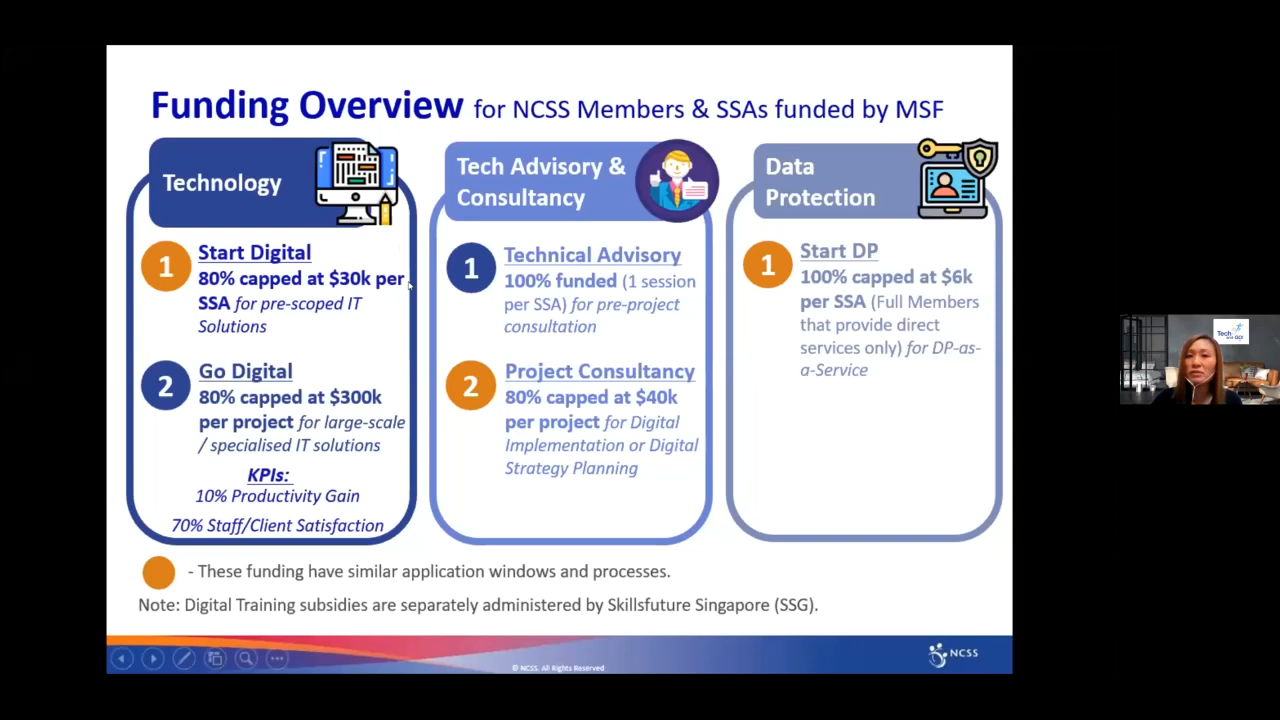 Funding Overview for NCSS Members & SSAs funded by MSF
Technology
1
Start Digital
80% capped at $30k per
SSA for pre-scoped IT
Solutions
2
Go Digital
80% capped at $300k
per project for large-scale
/ specialised IT solutions
KPIs:
10% Productivity Gain
70% Staff/Client Satisfaction
Tech Advisory &
Consultancy
1
Technical Advisory
100% funded (1 session
per SSA) for pre-project
consultation
2
Project Consultancy
80% capped at $40k
per project for Digital
Implementation or Digital
Strategy Planning
Data
Protection
1
Start DP
100% capped at $6k
per SSA (Full Members
that provide direct
services only) for DP-as-
a-Service
- These funding have similar application windows and processes.
Note: Digital Training subsidies are separately administered by Skillsfuture Singapore (SSG).
© NCSS. All Rights Reserved
NCSS
Tech
and GO!